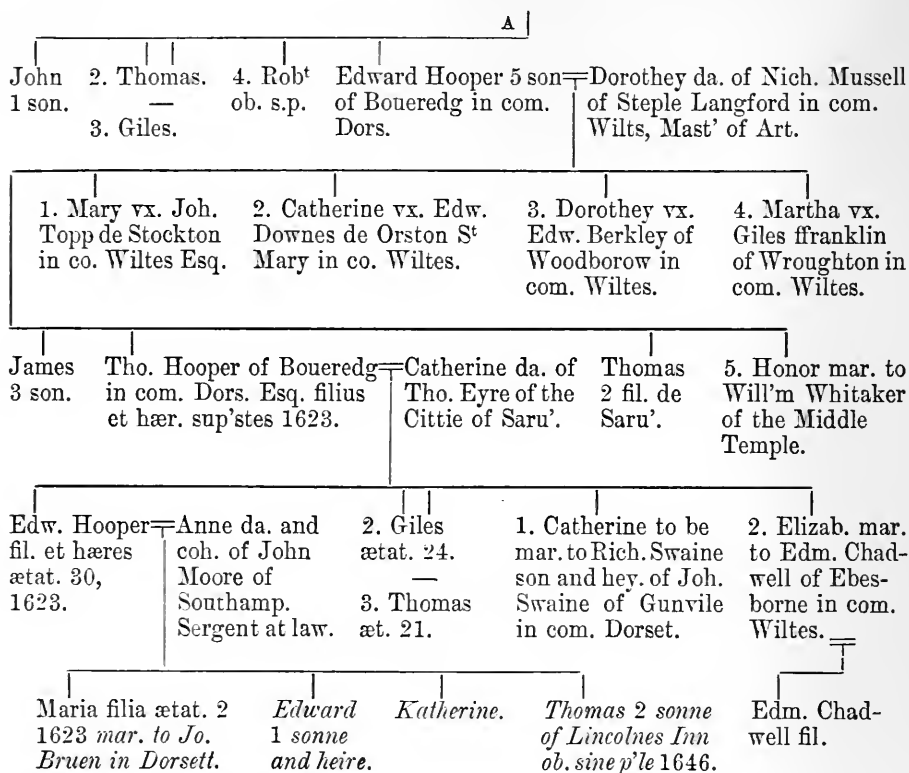 A
John
1 son.
2. Thomas.
—
3. Giles.
4. Robᵗ
ob. s.p.
Edward Hooper 5 son
of Boueredg in com.
Dors.
Dorothey da. of Nich. Mussell
of Steple Langford in com.
Wilts, Mast' of Art.
1. Mary vx. Joh.
Topp de Stockton
in co. Wiltes Esq.
2. Catherine vx. Edw.
Downes de Orston Sᵗ
Mary in co. Wiltes.
3. Dorothey vx.
Edw. Berkley of
Woodborow in
com. Wiltes.
4. Martha vx.
Giles ffranklin
of Wroughton in
com. Wiltes.
James
3 son.
Tho. Hooper of Boueredg
in com. Dors. Esq. filius
et hær. sup'stes 1623.
Catherine da. of
Tho. Eyre of the
Cittie of Saru'.
Thomas
2 fil. de
Saru'.
5. Honor mar. to
Will'm Whitaker
of the Middle
Temple.
Edw. Hooper
fil. et hæres
ætat. 30,
1623.
Anne da. and
coh. of John
Moore of
Southamp.
Sergent at law.
2. Giles
ætat. 24.
—
3. Thomas
æt. 21.
1. Catherine to be
mar. to Rich. Swaine
son and hey. of Joh.
Swaine of Gunvile
in com. Dorset.
2. Elizab. mar.
to Edm. Chad-
well of Ebes-
borne in com.
Wiltes.
Maria filia ætat. 2
1623 mar. to Jo.
Bruen in Dorsett.
Edward
1 sonne
and heire.
Katherine.
Thomas 2 sonne
of Lincolnes Inn
ob. sine p'le 1646.
Edm. Chad-
well fil.